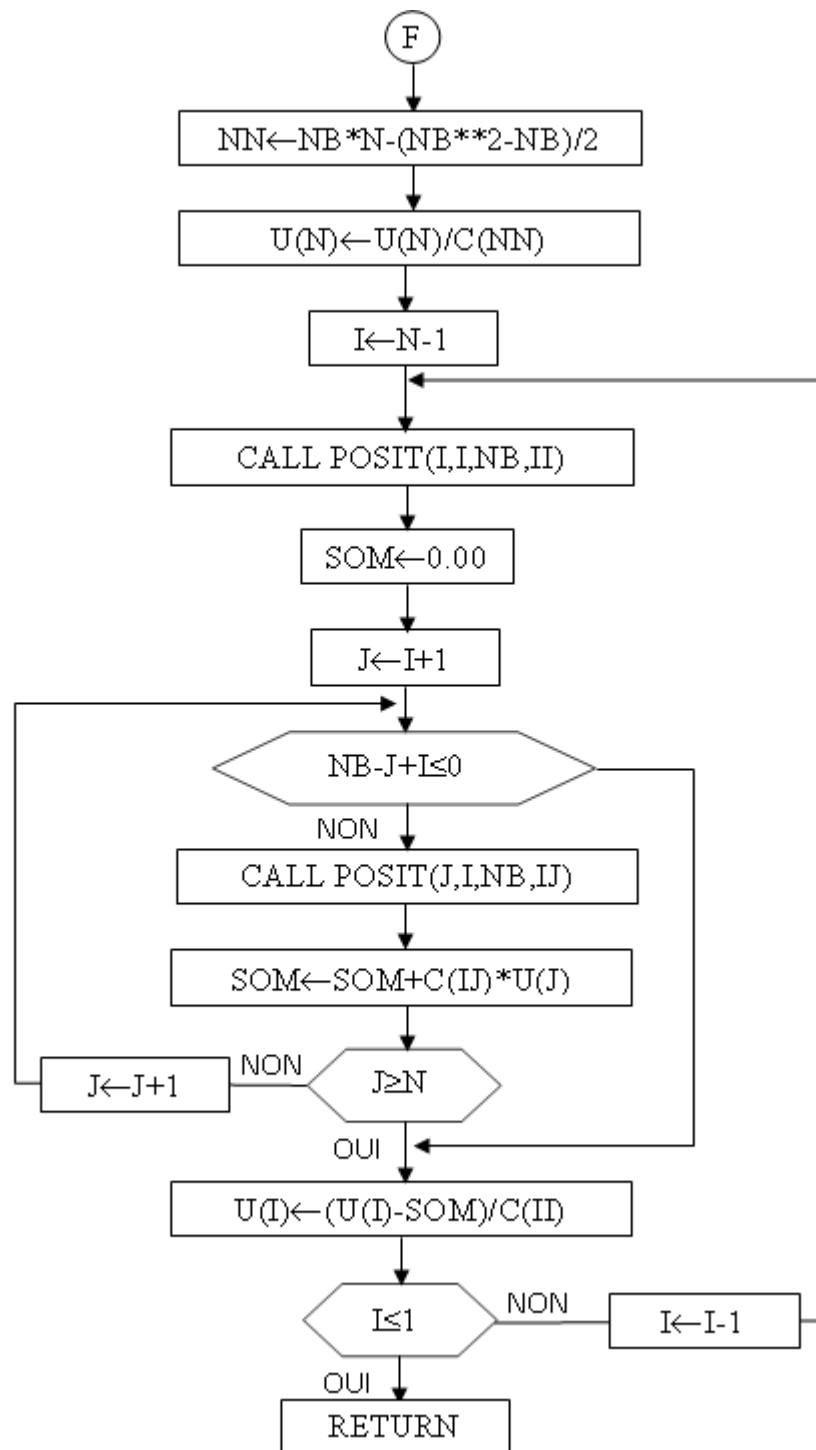 F
NN←NB*N-(NB**2-NB)/2
U(N)←U(N)/C(NN)
I←N-1
CALL POSIT(I,I,NB,II)
SOM←0.00
J←I+1
NB-J+I≤0
NON
CALL POSIT(J,I,NB,IJ)
SOM←SOM+C(IJ)*U(J)
J←J+1
NON
J≥N
OUI
U(I)←(U(I)-SOM)/C(II)
I≤1
NON
I←I-1
OUI
RETURN